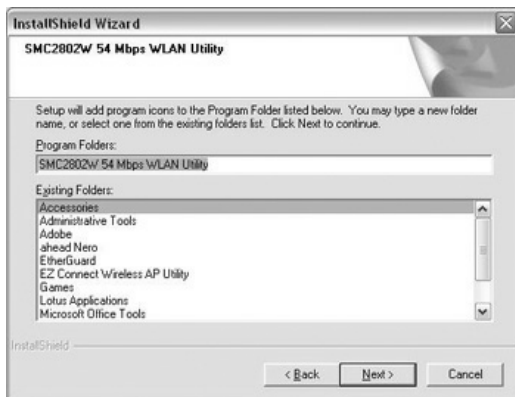 InstallShield Wizard
SMC2802W 54 Mbps WLAN Utility
Setup will add program icons to the Program Folder listed below. You may type a new folder
name, or select one from the existing folders list. Click Next to continue.
Program Folders:
SMC2802W 54 Mbps WLAN Utility
Existing Folders:
Accessories
Administrative Tools
Adobe
ahead Nero
EtherGuard
EZ Connect Wireless AP Utility
Games
Lotus Applications
Microsoft Office Tools
InstallShield
< Back Next > Cancel